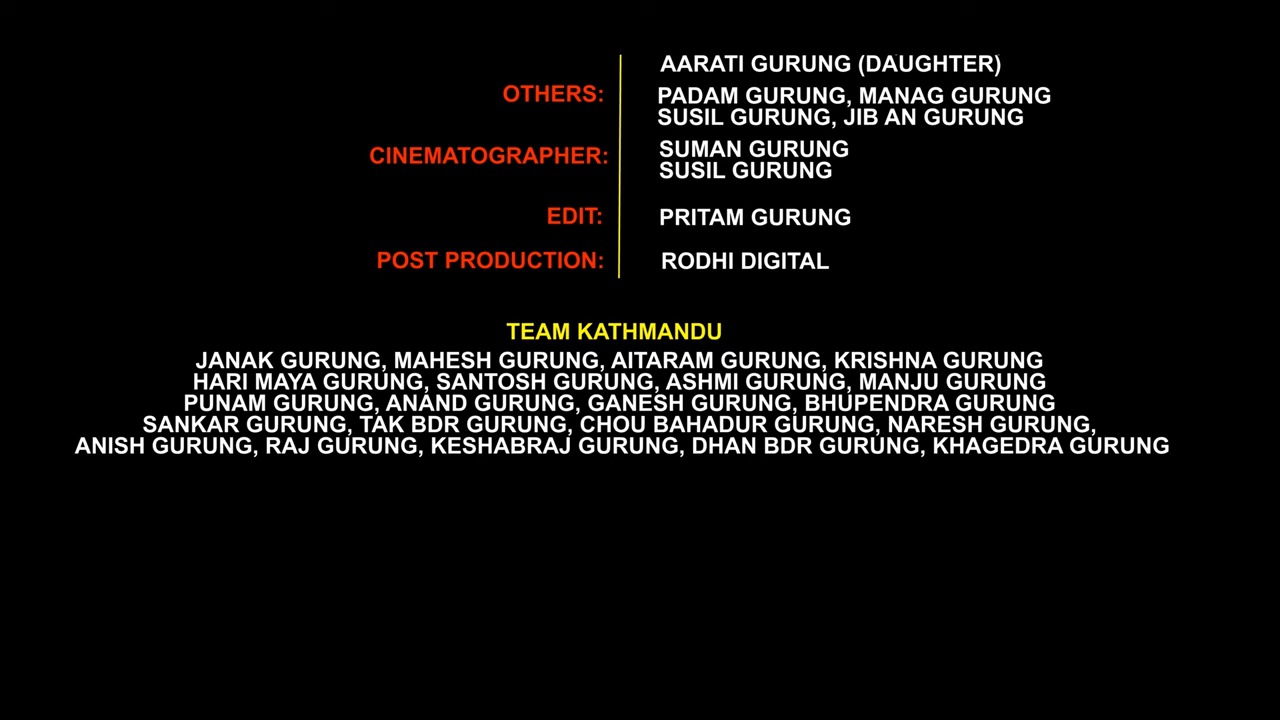 AARATI GURUNG (DAUGHTER)
OTHERS: PADAM GURUNG, MANAG GURUNG
SUSIL GURUNG, JIB AN GURUNG
CINEMATOGRAPHER: SUMAN GURUNG
SUSIL GURUNG
EDIT: PRITAM GURUNG
POST PRODUCTION: RODHI DIGITAL
TEAM KATHMANDU
JANAK GURUNG, MAHESH GURUNG, AITARAM GURUNG, KRISHNA GURUNG
HARI MAYA GURUNG, SANTOSH GURUNG, ASHMI GURUNG, MANJU GURUNG
PUNAM GURUNG, ANAND GURUNG, GANESH GURUNG, BHUPENDRA GURUNG
SANKAR GURUNG, TAK BDR GURUNG, CHOU BAHADUR GURUNG, NARESH GURUNG,
ANISH GURUNG, RAJ GURUNG, KESHABRAJ GURUNG, DHAN BDR GURUNG, KHAGEDRA GURUNG